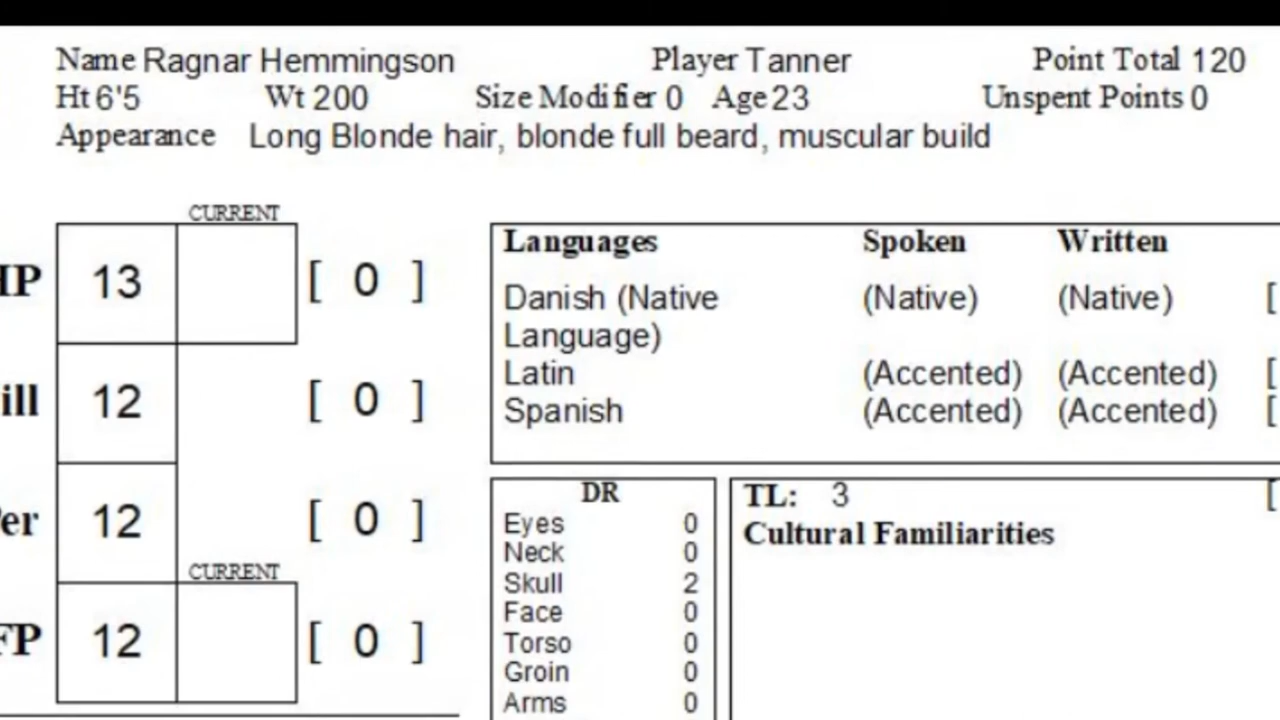 Name Ragnar Hemmingson Player Tanner Point Total 120
Ht 6'5 Wt 200 Size Modifier 0 Age 23 Unspent Points 0
Appearance Long Blonde hair, blonde full beard, muscular build
CURRENT
HP 13 [ 0 ]
ill 12 [ 0 ]
er 12 [ 0 ]
CURRENT
FP 12 [ 0 ]
Languages Spoken Written
Danish (Native (Native) (Native) [
Language)
Latin (Accented) (Accented) [
Spanish (Accented) (Accented) [
DR
Eyes 0
Neck 0
Skull 2
Face 0
Torso 0
Groin 0
Arms 0
TL: 3 [
Cultural Familiarities